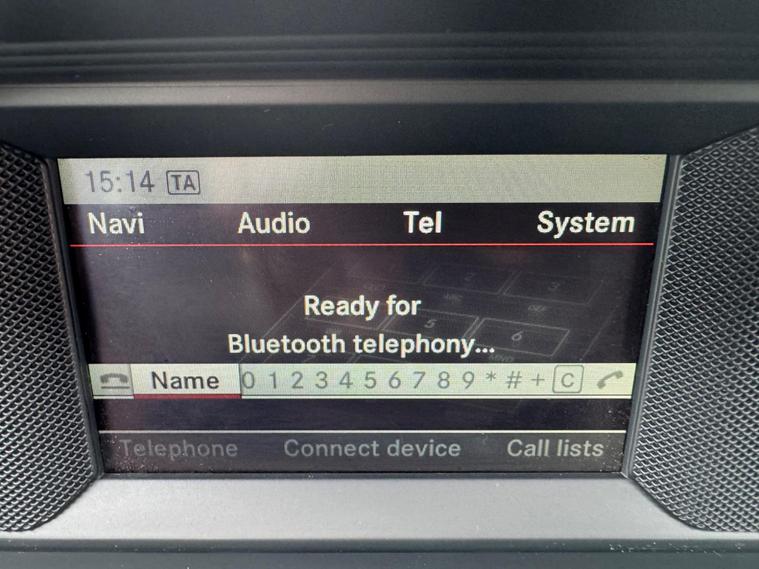 15:14 TA
Navi Audio Tel System
Ready for
Bluetooth telephony...
Name 0 1 2 3 4 5 6 7 8 9 * # + C
Telephone Connect device Call lists